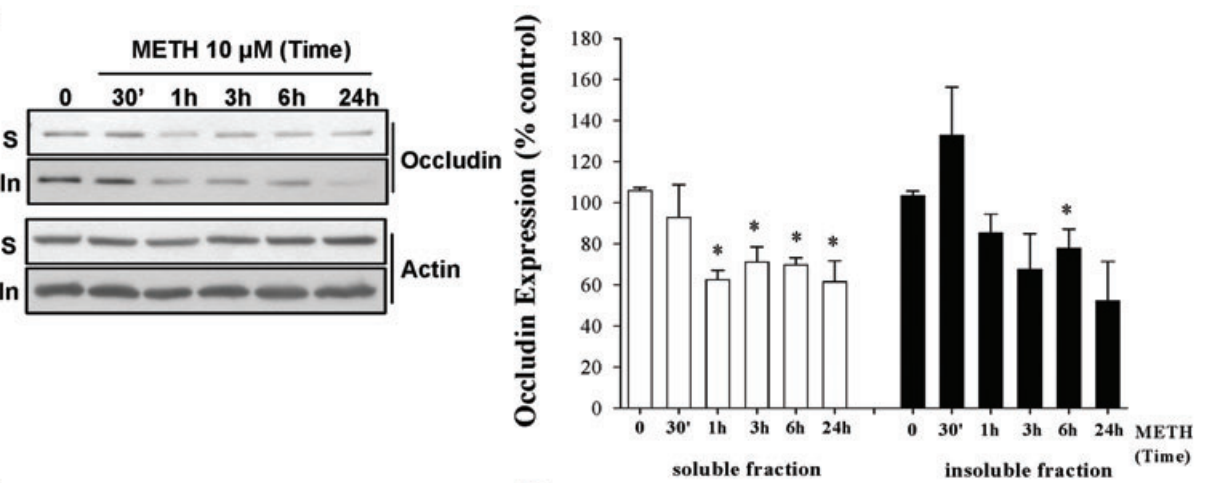 METH 10 µM (Time)
0 30' 1h 3h 6h 24h
S
Occludin
In
S
Actin
In
Occludin Expression (% control)
180
160
140
120
100
80
60
40
20
0
* * * *
*
0 30' 1h 3h 6h 24h 0 30' 1h 3h 6h 24h METH
(Time)
soluble fraction insoluble fraction